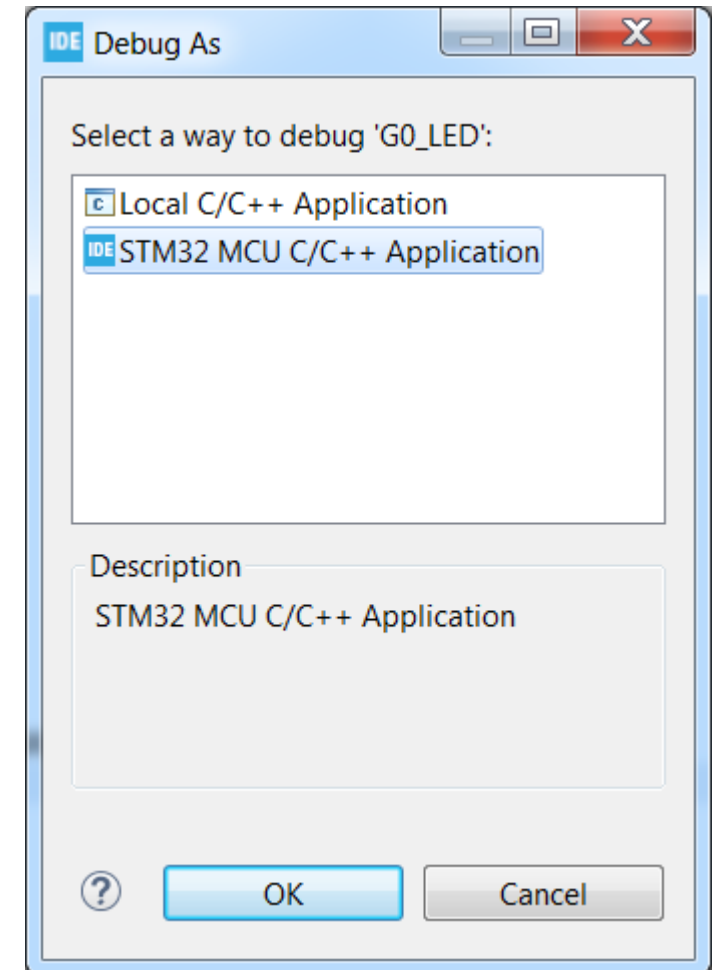 IDE Debug As
Select a way to debug 'G0_LED':
c Local C/C++ Application
IDE STM32 MCU C/C++ Application
Description
STM32 MCU C/C++ Application
? OK Cancel